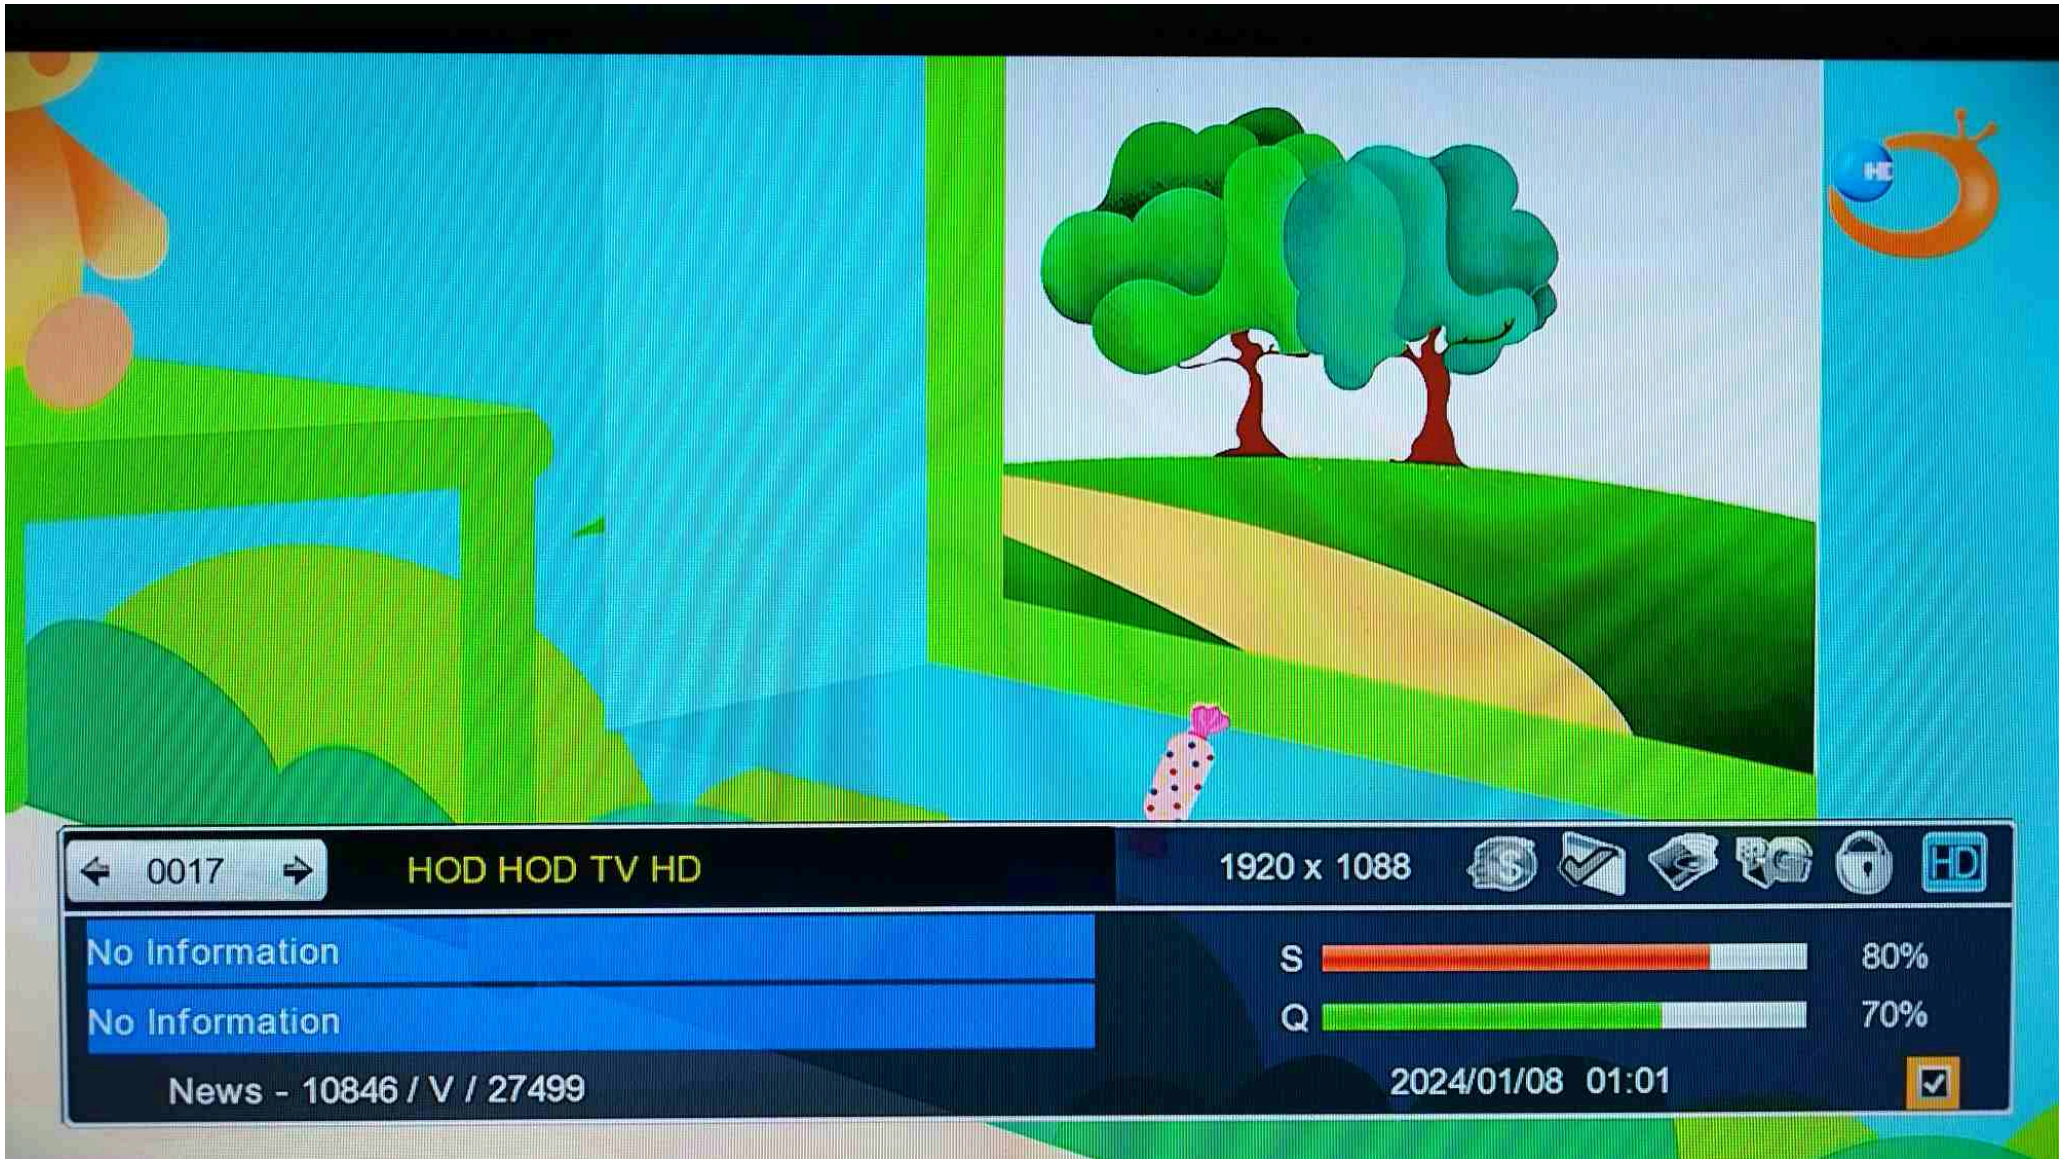 HD
0017
HOD HOD TV HD
1920 x 1088
$
HD
No Information
S 80%
No Information
Q 70%
News - 10846 / V / 27499
2024/01/08 01:01